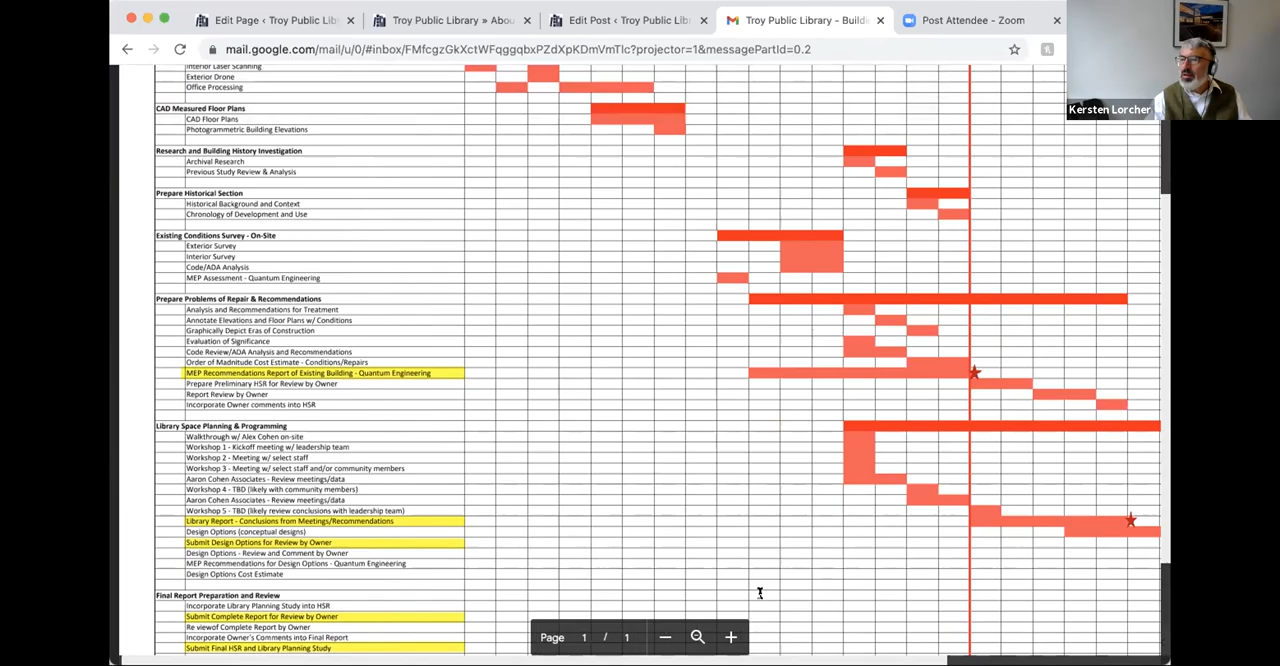 Edit Page ‹ Troy Public Lib
Troy Public Library » Abou
Edit Post ‹ Troy Public Lib
Troy Public Library - Buildi
Post Attendee - Zoom
mail.google.com/mail/u/0/#inbox/FMfcgzGkXctWFqggqbxPZdXpKDmVmTlc?projector=1&messagePartId=0.2
Kersten Lorcher
Interior Laser Scanning
Exterior Drone
Office Processing
CAD Measured Floor Plans
CAD Floor Plans
Photogrammetric Building Elevations
Research and Building History Investigation
Archival Research
Previous Study Review & Analysis
Prepare Historical Section
Historical Background and Context
Chronology of Development and Use
Existing Conditions Survey - On-Site
Exterior Survey
Interior Survey
Code/ADA Analysis
MEP Assessment - Quantum Engineering
Prepare Problems of Repair & Recommendations
Analysis and Recommendations for Treatment
Annotate Elevations and Floor Plans w/ Conditions
Graphically Depict Eras of Construction
Evaluation of Significance
Code Review/ADA Analysis and Recommendations
Order of Madnitude Cost Estimate - Conditions/Repairs
MEP Recommendations Report of Existing Building - Quantum Engineering
Prepare Preliminary HSR for Review by Owner
Report Review by Owner
Incorporate Owner comments into HSR
Library Space Planning & Programming
Walkthrough w/ Alex Cohen on-site
Workshop 1 - Kickoff meeting w/ leadership team
Workshop 2 - Meeting w/ select staff
Workshop 3 - Meeting w/ select staff and/or community members
Aaron Cohen Associates - Review meetings/data
Workshop 4 - TBD (likely with community members)
Aaron Cohen Associates - Review meetings/data
Workshop 5 - TBD (likely review conclusions with leadership team)
Library Report - Conclusions from Meetings/Recommendations
Design Options (conceptual designs)
Submit Design Options for Review by Owner
Design Options - Review and Comment by Owner
MEP Recommendations for Design Options - Quantum Engineering
Design Options Cost Estimate
Final Report Preparation and Review
Incorporate Library Planning Study into HSR
Submit Complete Report for Review by Owner
Re viewof Complete Report by Owner
Incorporate Owner's Comments into Final Report
Submit Final HSR and Library Planning Study
Page 1 / 1